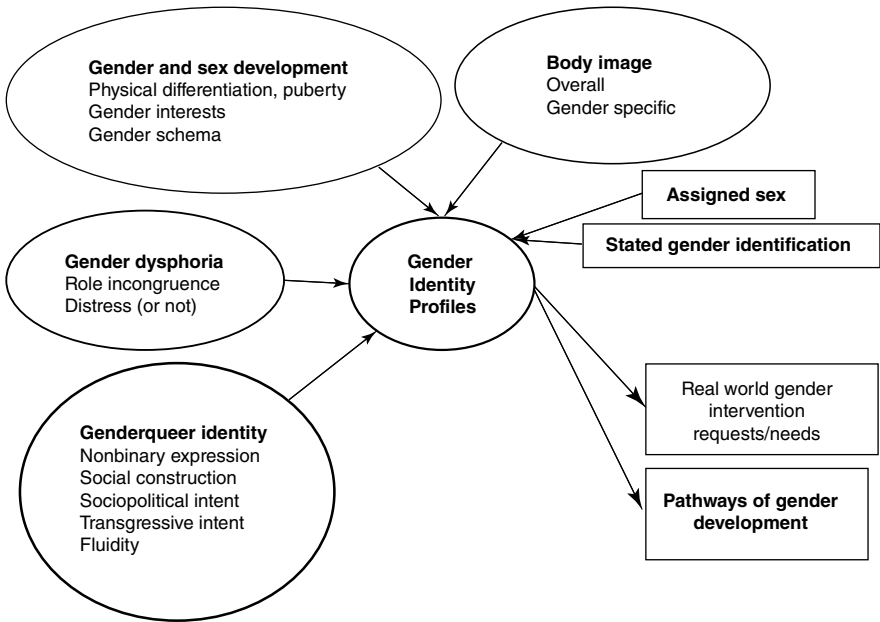 Gender and sex development
Physical differentiation, puberty
Gender interests
Gender schema
Body image
Overall
Gender specific
Assigned sex
Stated gender identification
Gender dysphoria
Role incongruence
Distress (or not)
Gender
Identity
Profiles
Genderqueer identity
Nonbinary expression
Social construction
Sociopolitical intent
Transgressive intent
Fluidity
Real world gender
intervention
requests/needs
Pathways of gender
development